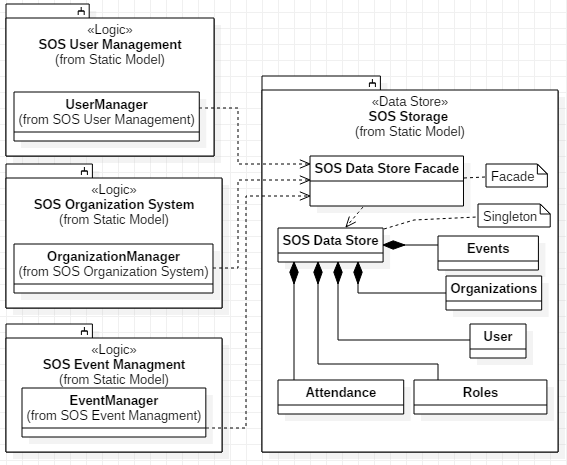 «Logic»
SOS User Management
(from Static Model)
UserManager
(from SOS User Management)
«Logic»
SOS Organization System
(from Static Model)
OrganizationManager
(from SOS Organization System)
«Logic»
SOS Event Managment
(from Static Model)
EventManager
(from SOS Event Managment)
«Data Store»
SOS Storage
(from Static Model)
SOS Data Store Facade
Facade
Singleton
SOS Data Store
Events
Organizations
User
Attendance
Roles